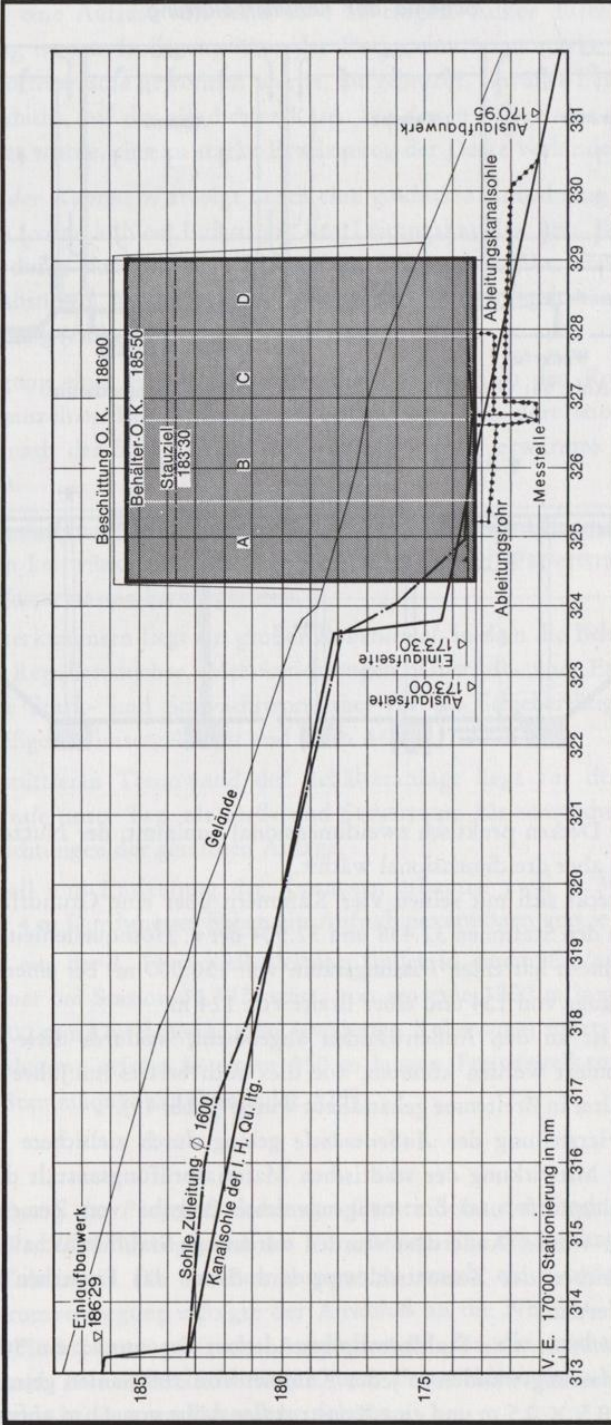 Einlaufbauwerk
▽ 186'29
185
180
175
Sohle Zuleitung Ø 1600
Kanalsohle der I. H. Qu. ltg.
Gelände
Beschüttung O.K. 186'00
Behälter-O.K. 185'50
Stauziel
183'30
A
B
C
D
▽ 173'30
Einlaufseite
▽ 173'00
Auslaufseite
Ableitungsrohr
Messtelle
Ableitungskanalsohle
▽ 170'95
Auslaufbauwerk
V. E. 170'000 Stationierung in hm
313 314 315 316 317 318 319 320 321 322 323 324 325 326 327 328 329 330 331